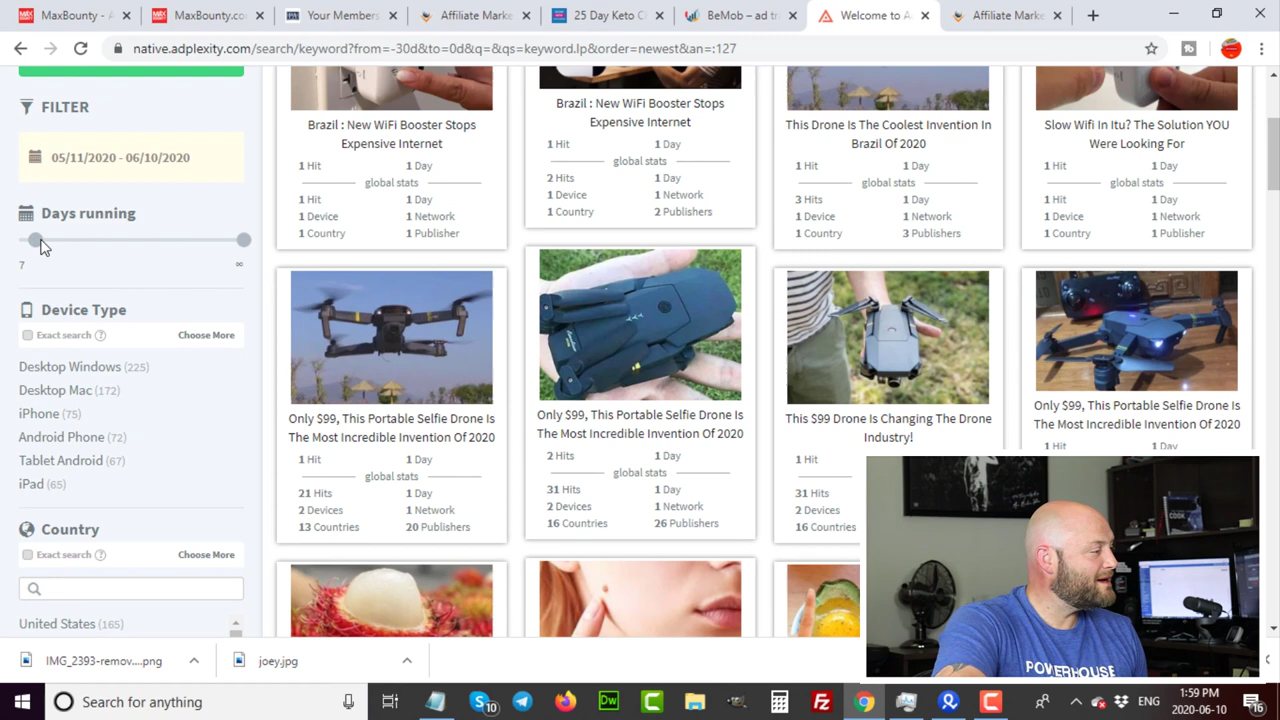 MaxBounty - A
MaxBounty.co
Your Members
Affiliate Marke
25 Day Keto C
BeMob – ad tr
Welcome to A
Affiliate Marke
native.adplexity.com/search/keyword?from=-30d&to=0d&q=&qs=keyword.lp&order=newest&an=:127
FILTER
05/11/2020 - 06/10/2020
Days running
7 ∞
Device Type
Exact search ? Choose More
Desktop Windows (225)
Desktop Mac (172)
iPhone (75)
Android Phone (72)
Tablet Android (67)
iPad (65)
Country
Exact search ? Choose More
United States (165)
Brazil : New WiFi Booster Stops
Expensive Internet
1 Hit 1 Day
global stats
1 Hit 1 Day
1 Device 1 Network
1 Country 1 Publisher
Brazil : New WiFi Booster Stops
Expensive Internet
1 Hit 1 Day
global stats
2 Hits 1 Day
1 Device 1 Network
1 Country 2 Publishers
This Drone Is The Coolest Invention In
Brazil Of 2020
1 Hit 1 Day
global stats
3 Hits 1 Day
1 Device 1 Network
1 Country 3 Publishers
Slow Wifi In Itu? The Solution YOU
Were Looking For
1 Hit 1 Day
global stats
1 Hit 1 Day
1 Device 1 Network
1 Country 1 Publisher
Only $99, This Portable Selfie Drone Is
The Most Incredible Invention Of 2020
1 Hit 1 Day
global stats
21 Hits 1 Day
2 Devices 1 Network
13 Countries 20 Publishers
Only $99, This Portable Selfie Drone Is
The Most Incredible Invention Of 2020
2 Hits 1 Day
global stats
31 Hits 1 Day
2 Devices 1 Network
16 Countries 26 Publishers
This $99 Drone Is Changing The Drone
Industry!
1 Hit
31 Hits
2 Devices
16 Countries
Only $99, This Portable Selfie Drone Is
The Most Incredible Invention Of 2020
1 Hit 1 Day
COOK
POWERHOUSE
IMG_2393-remov....png
joey.jpg
Search for anything
Dw
10
ENG
1:59 PM
2020-06-10
16